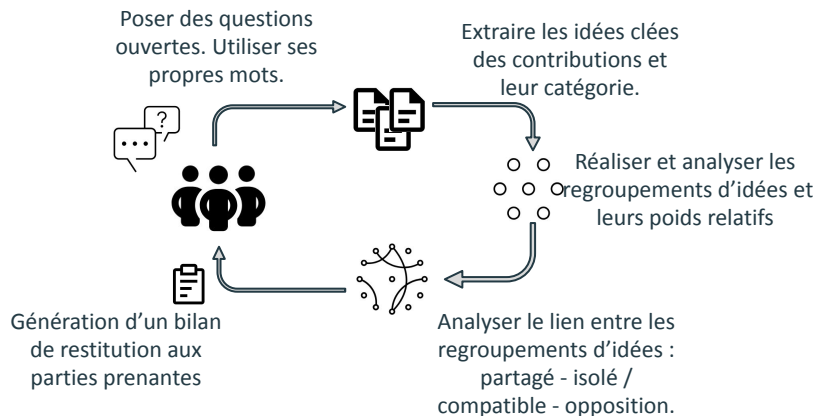 Poser des questions
ouvertes. Utiliser ses
propres mots.
?
Extraire les idées clées
des contributions et
leur catégorie.
Réaliser et analyser les
regroupements d’idées et
leurs poids relatifs
Analyser le lien entre les
regroupements d’idées :
partagé - isolé /
compatible - opposition.
Génération d’un bilan
de restitution aux
parties prenantes